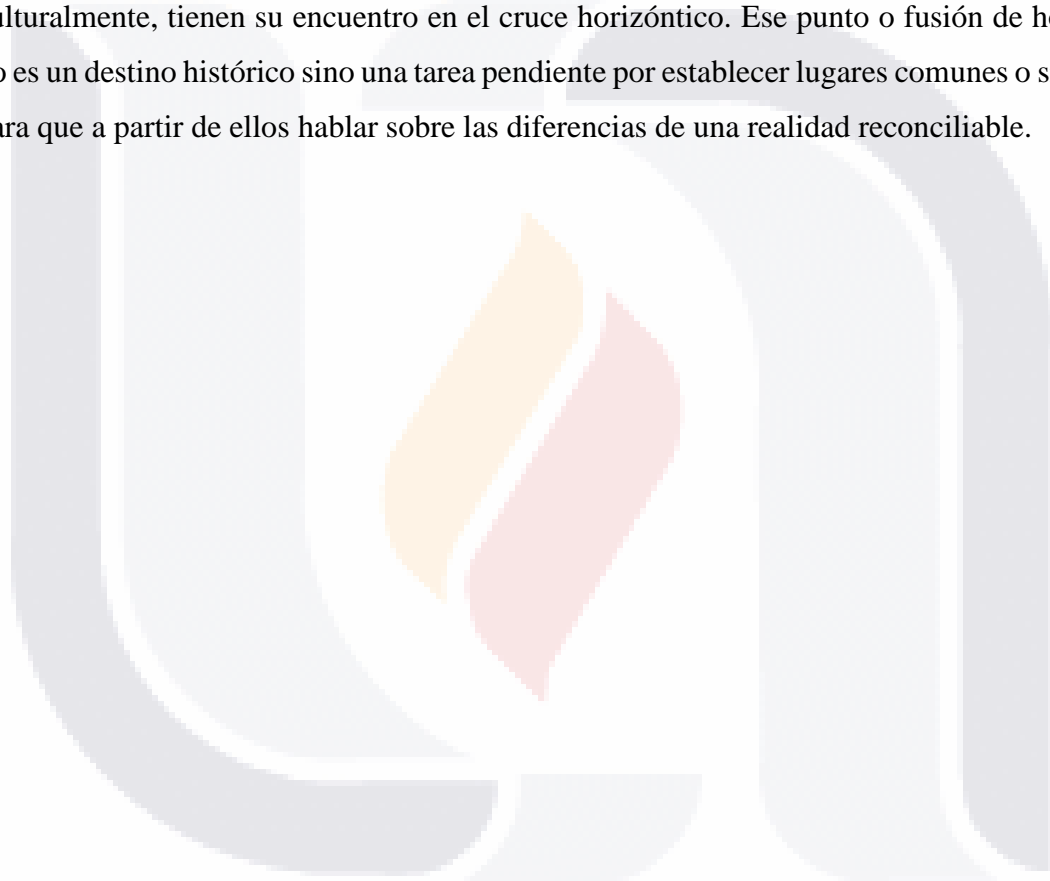 ulturalmente, tienen su encuentro en el cruce horizóntico. Ese punto o fusión de h
o es un destino histórico sino una tarea pendiente por establecer lugares comunes o s
ara que a partir de ellos hablar sobre las diferencias de una realidad reconciliable.